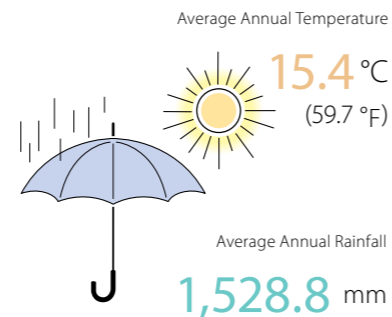 Average Annual Temperature
15.4 °C
(59.7 °F)
Average Annual Rainfall
1,528.8 mm